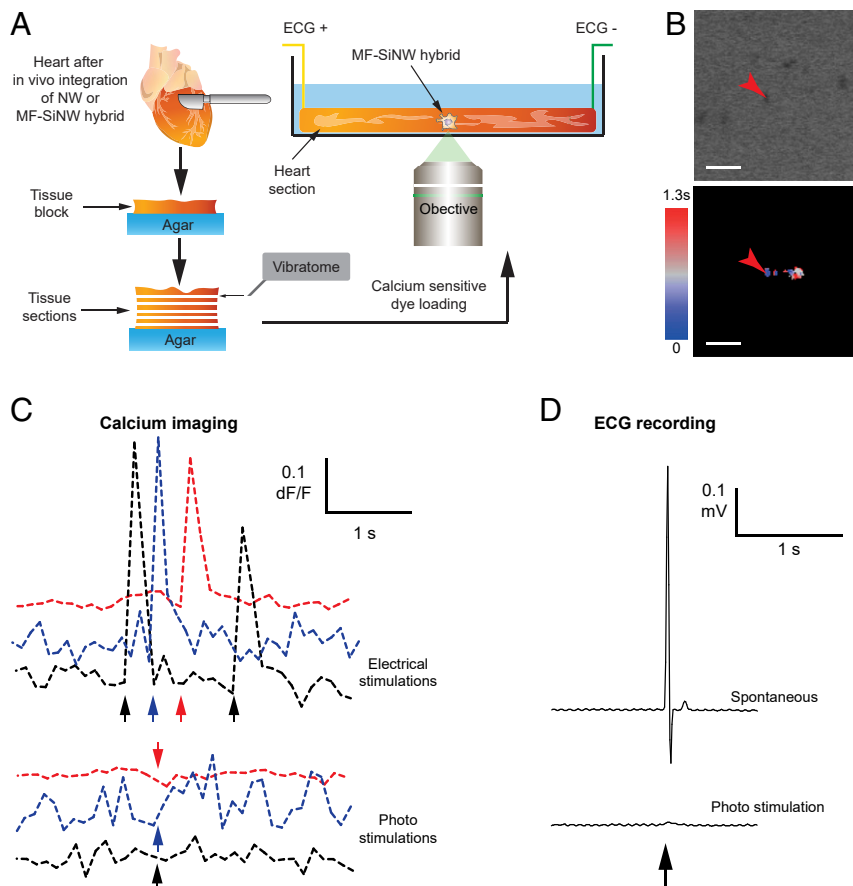 A
Heart after
in vivo integration
of NW or
MF-SiNW hybrid
Tissue
block
Agar
Vibratome
Tissue
sections
Agar
ECG +
ECG -
MF-SiNW hybrid
Heart
section
Obective
Calcium sensitive
dye loading
B
1.3s
0
C
Calcium imaging
0.1
dF/F
1 s
Electrical
stimulations
Photo
stimulations
D
ECG recording
0.1
mV
1 s
Spontaneous
Photo stimulation